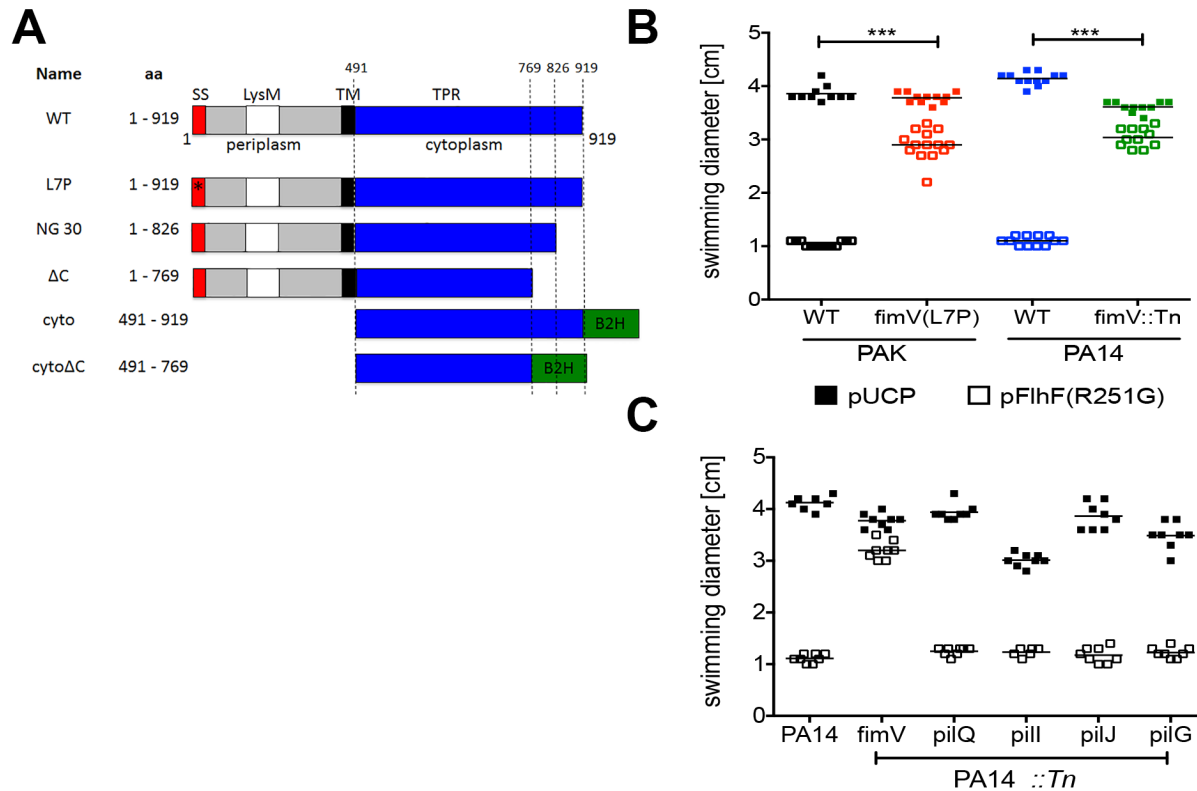 A
Name aa 491 769 826 919
SS LysM TM TPR
WT 1 - 919
1 periplasm cytoplasm 919
L7P 1 - 919 *
NG 30 1 - 826
ΔC 1 - 769
cyto 491 - 919 B2H
cytoΔC 491 - 769 B2H
B
swimming diameter [cm]
5
4
3
2
1
0
*** ***
WT fimV(L7P) WT fimV::Tn
PAK PA14
pUCP pFlhF(R251G)
C
swimming diameter [cm]
5
4
3
2
1
0
PA14 fimV pilQ pilI pilJ pilG
PA14 ::Tn